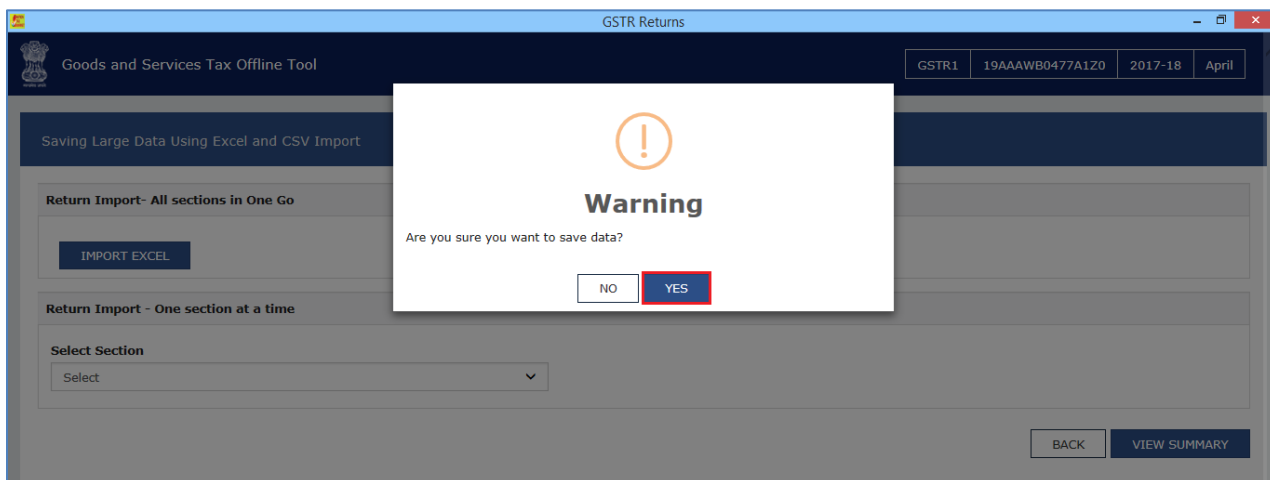 GSTR Returns
Goods and Services Tax Offline Tool
GSTR1 19AAAWB0477A1Z0 2017-18 April
Saving Large Data Using Excel and CSV Import
Warning
Return Import- All sections in One Go
Are you sure you want to save data?
IMPORT EXCEL
NO YES
Return Import - One section at a time
Select Section
Select
BACK VIEW SUMMARY